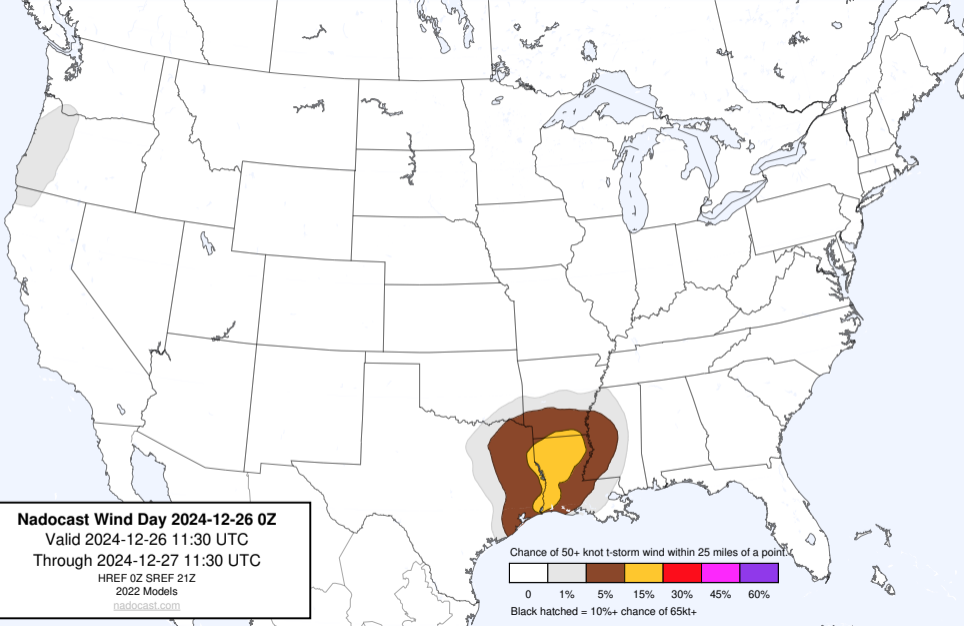 Nadocast Wind Day 2024-12-26 0Z
Valid 2024-12-26 11:30 UTC
Through 2024-12-27 11:30 UTC
HREF 0Z SREF 21Z
2022 Models
nadocast.com
Chance of 50+ knot t-storm wind within 25 miles of a point.
0 1% 5% 15% 30% 45% 60%
Black hatched = 10%+ chance of 65kt+